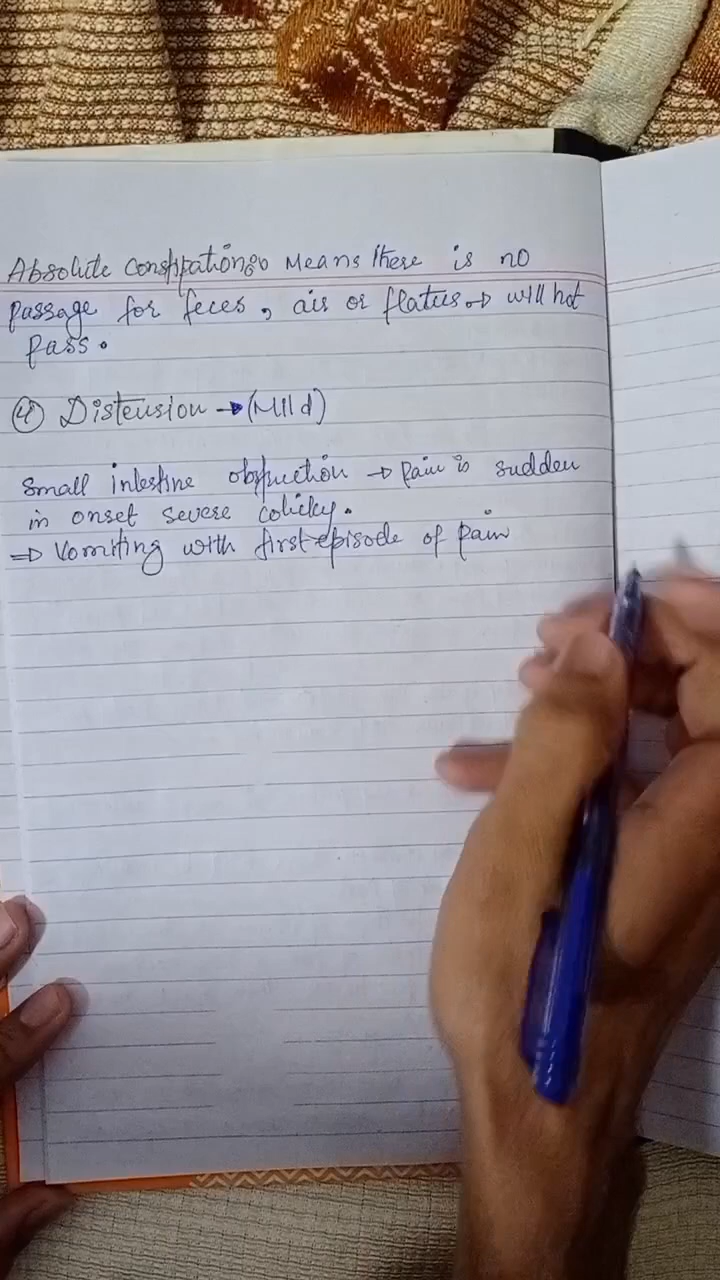 Absolute Constipation:° Means there is no
passage for feces, air or flatus → will not
pass.
④ Distension → (Mild)
Small intestine obstruction → pain is sudden
in onset severe colicky.
⇒ Vomiting with first episode of pain